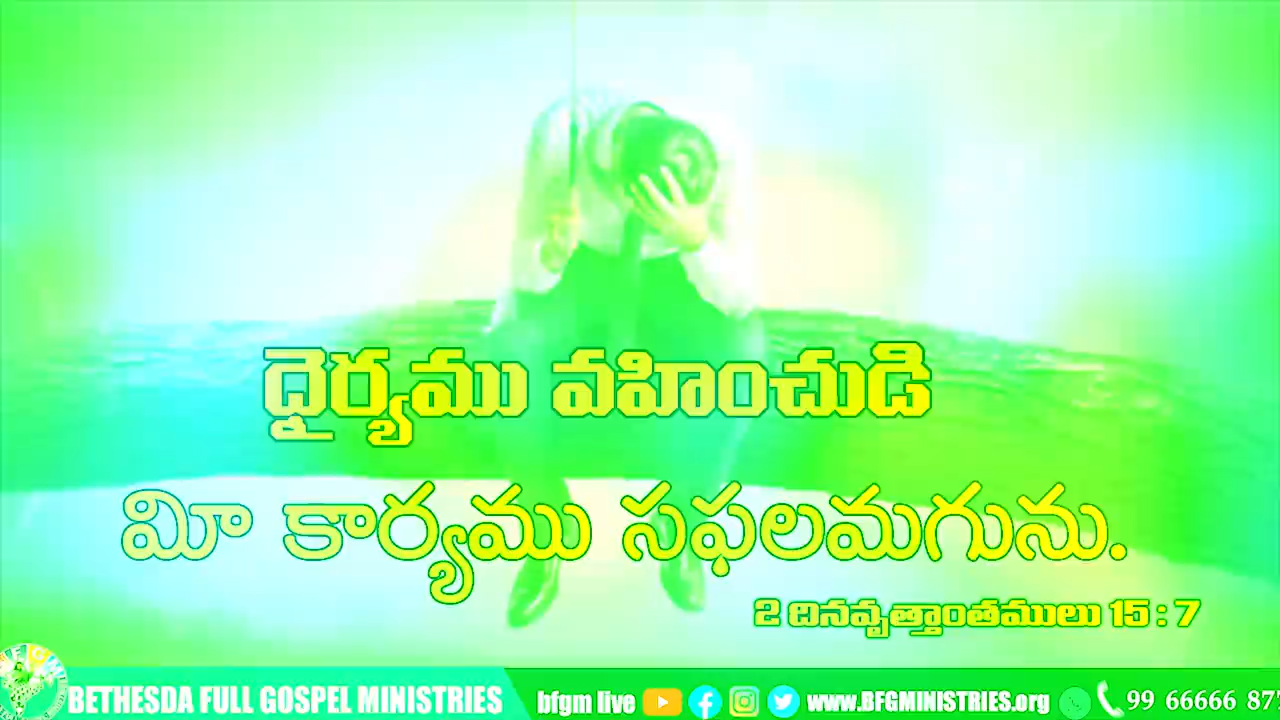 ధైర్యము వహించుడి
మీ కార్యము సఫలమగును.
2 దినవృత్తాంతములు 15 : 7
BETHESDA FULL GOSPEL MINISTRIES bfgm live www.BFGMINISTRIES.org 99 66666 877